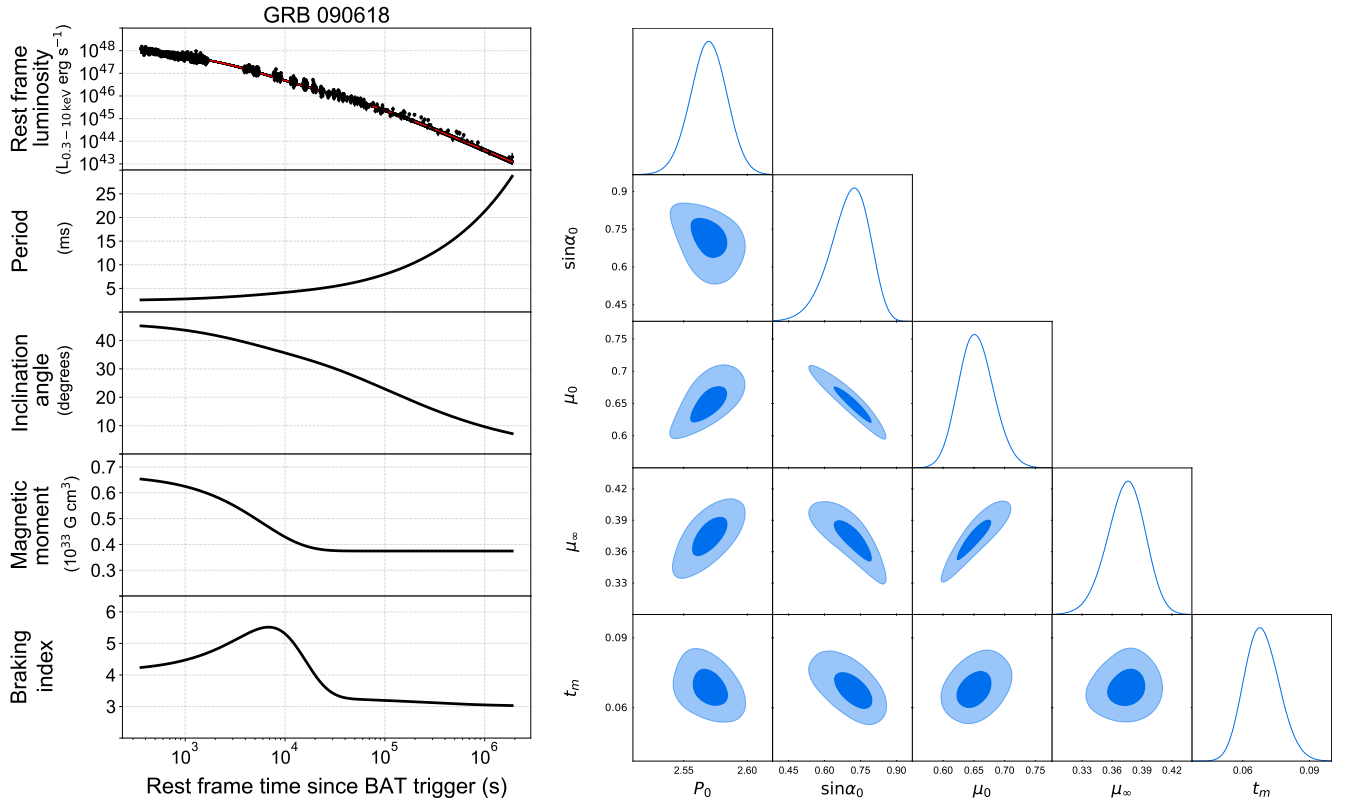 GRB 090618
Rest frame
luminosity
(L0.3−10 keV erg s−1)
10^48
10^47
10^46
10^45
10^44
10^43
Period
(ms)
25
20
15
10
5
Inclination
angle
(degrees)
40
30
20
10
Magnetic
moment
(10^33 G cm^3)
0.7
0.6
0.5
0.4
0.3
Braking
index
6
5
4
3
2
10^3 10^4 10^5 10^6
Rest frame time since BAT trigger (s)
sinα0
0.9
0.75
0.6
0.45
μ0
0.75
0.7
0.65
0.6
μ∞
0.42
0.39
0.36
0.33
tm
0.09
0.06
2.55 2.60 0.45 0.60 0.75 0.90 0.60 0.65 0.70 0.75 0.33 0.36 0.39 0.42 0.06 0.09
P0 sinα0 μ0 μ∞ tm